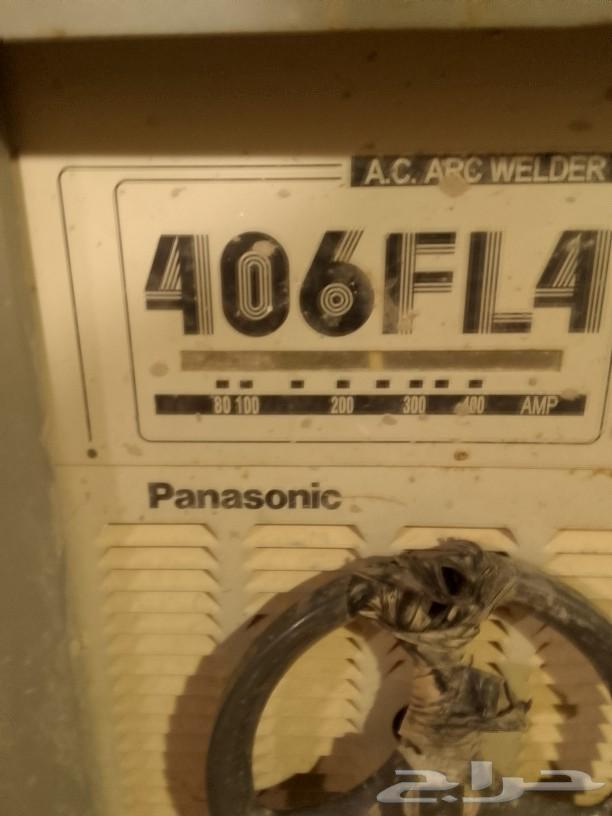 A.C. ARC WELDER
406FL4
80 100 200 300 400 AMP
Panasonic
حراج